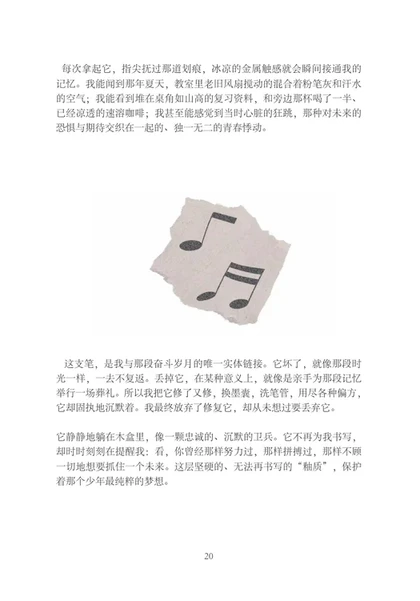 每次拿起它，指尖抚过那道划痕，冰凉的金属触感就会瞬间接通我的
记忆。我能闻到那年夏天，教室里老旧风扇搅动的混合着粉笔灰和汗水
的空气；我能看到堆在桌角如山高的复习资料，和旁边那杯喝了一半、
已经凉透的速溶咖啡；我甚至能感觉到当时心脏的狂跳，那种对未来的
恐惧与期待交织在一起的、独一无二的青春悸动。
这支笔，是我与那段奋斗岁月的唯一实体链接。它坏了，就像那段时
光一样，一去不复返。丢掉它，在某种意义上，就像是亲手为那段记忆
举行一场葬礼。所以我把它修了又修，换墨囊，洗笔管，用尽各种偏方，
它却固执地沉默着。我最终放弃了修复它，却从未想过要丢弃它。
它静静地躺在木盒里，像一颗忠诚的、沉默的卫兵。它不再为我书写，
却时时刻刻在提醒我：看，你曾经那样努力过，那样拼搏过，那样不顾
一切地想要抓住一个未来。这层坚硬的、无法再书写的“釉质”，保护
着那个少年最纯粹的梦想。
20